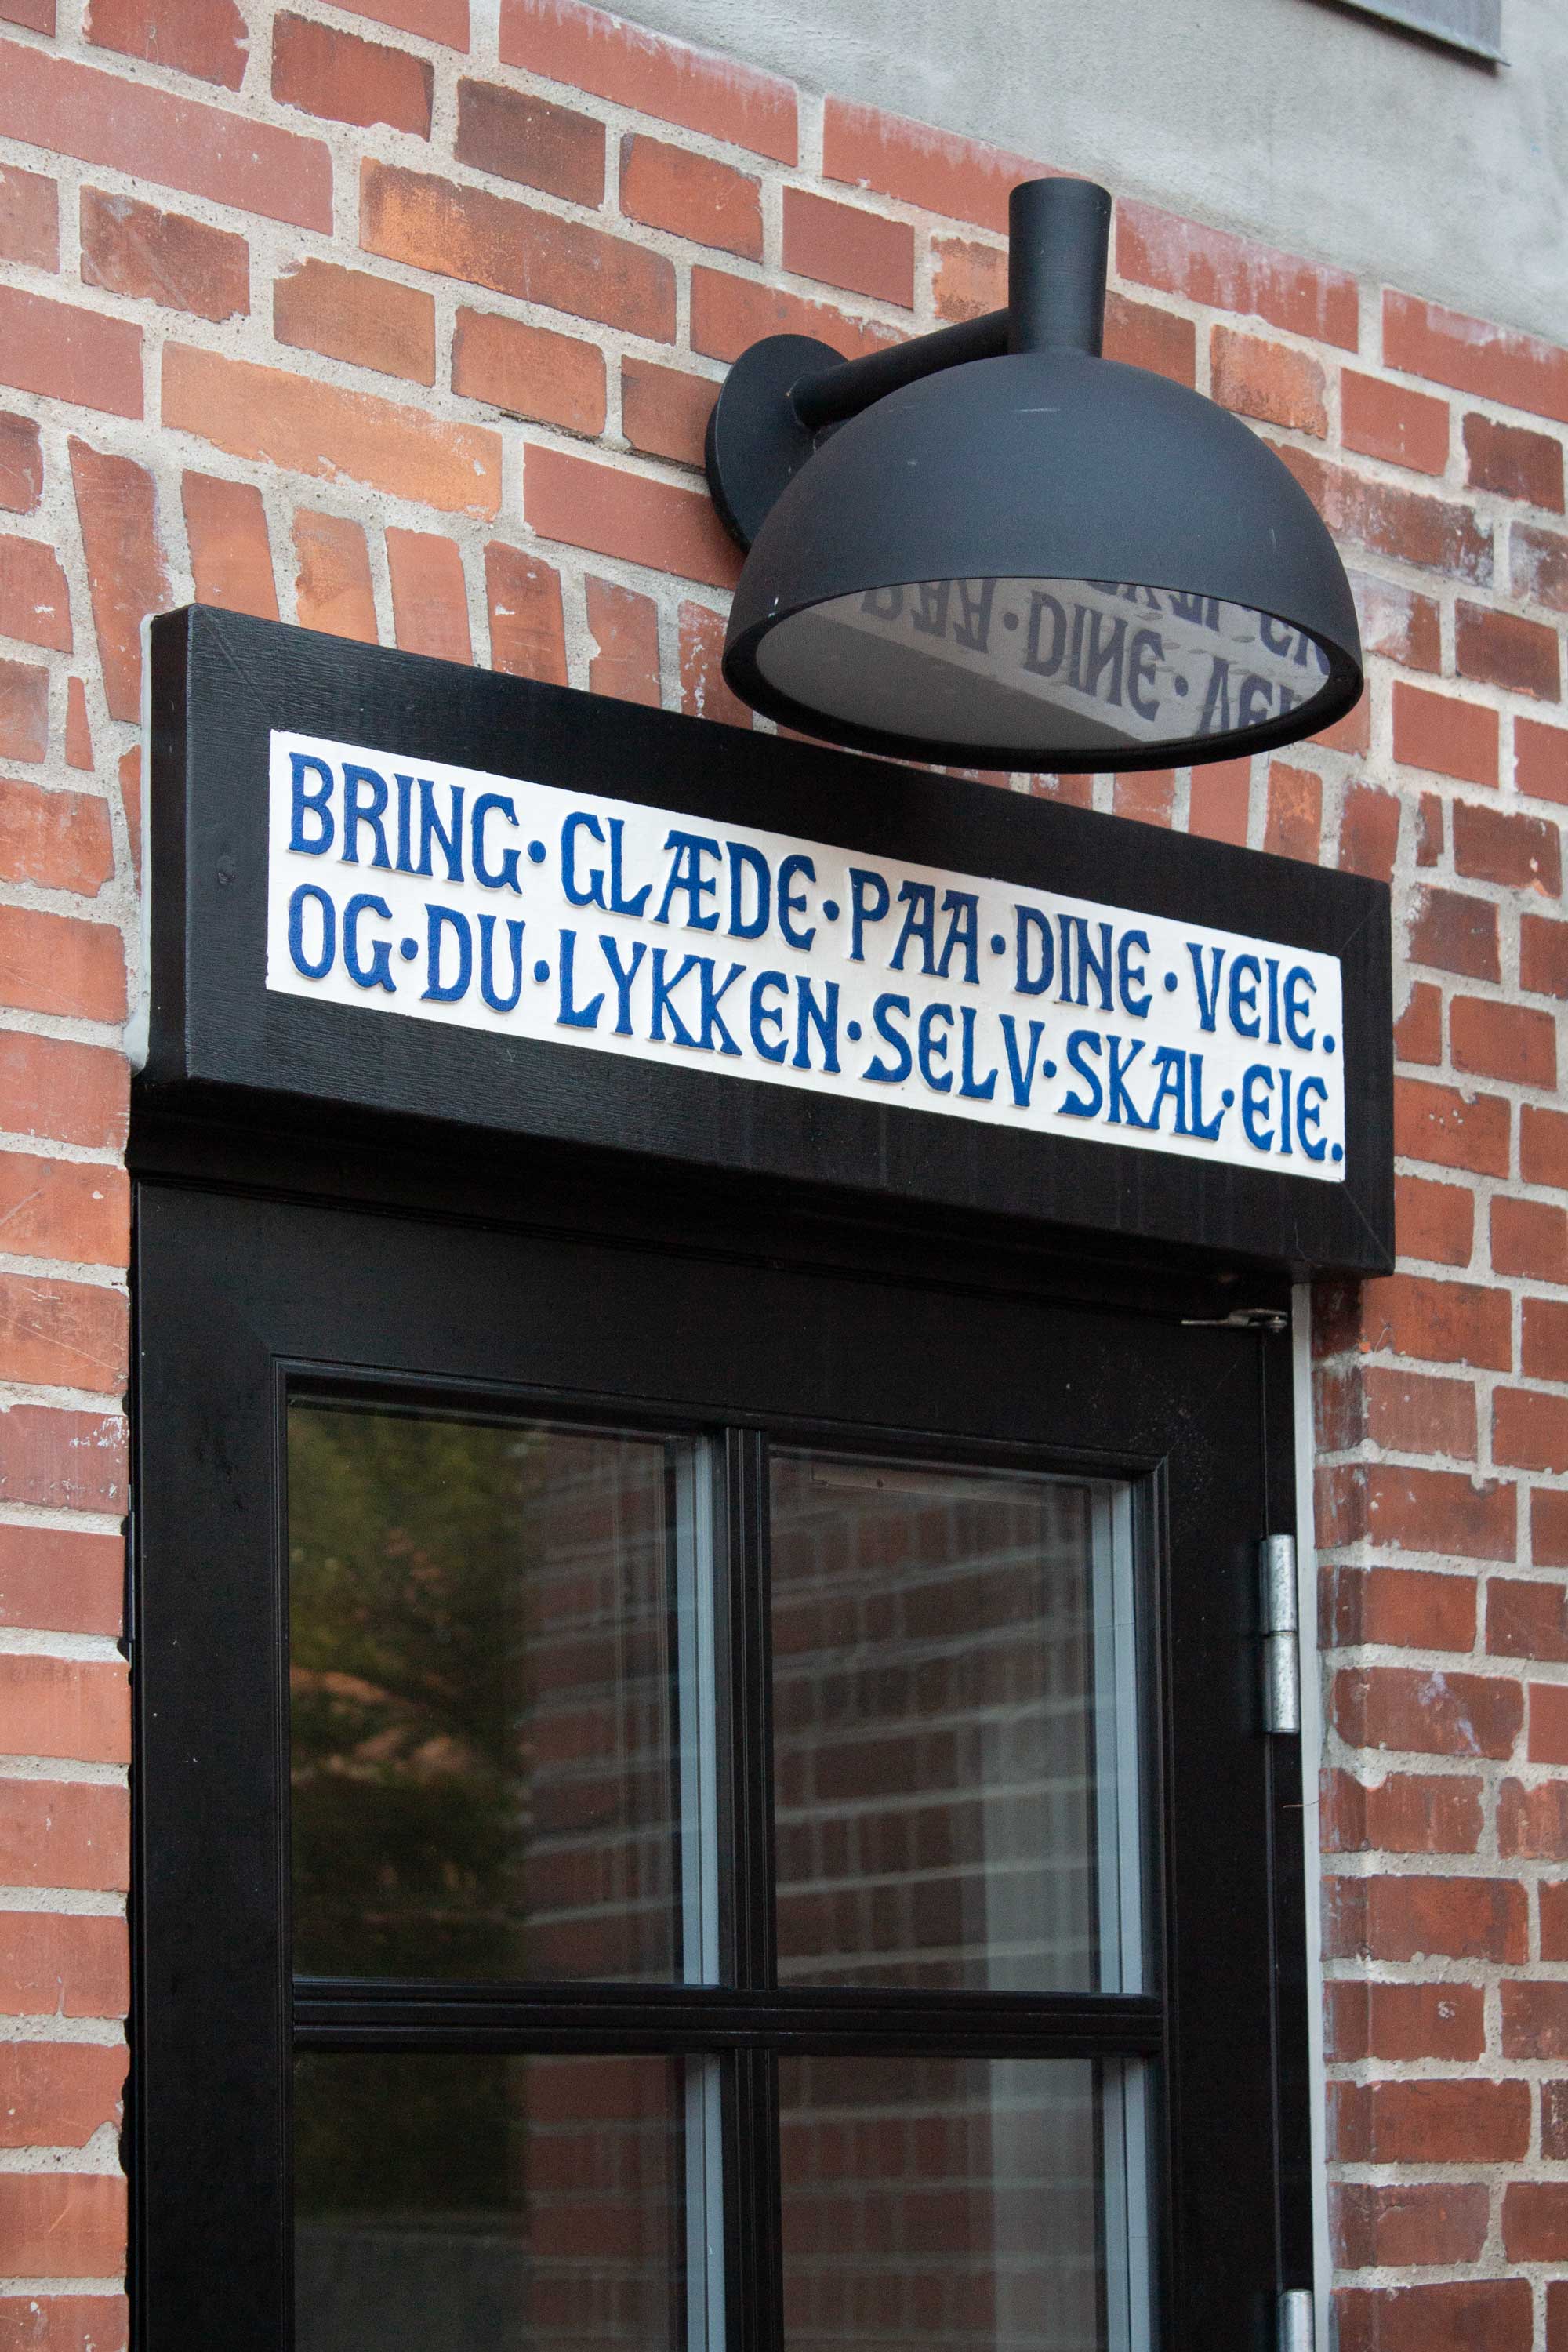 BRING·GLÆDE·PAA·DINE·VEIE.
OG·DU·LYKKEN·SELV·SKAL·EIE.